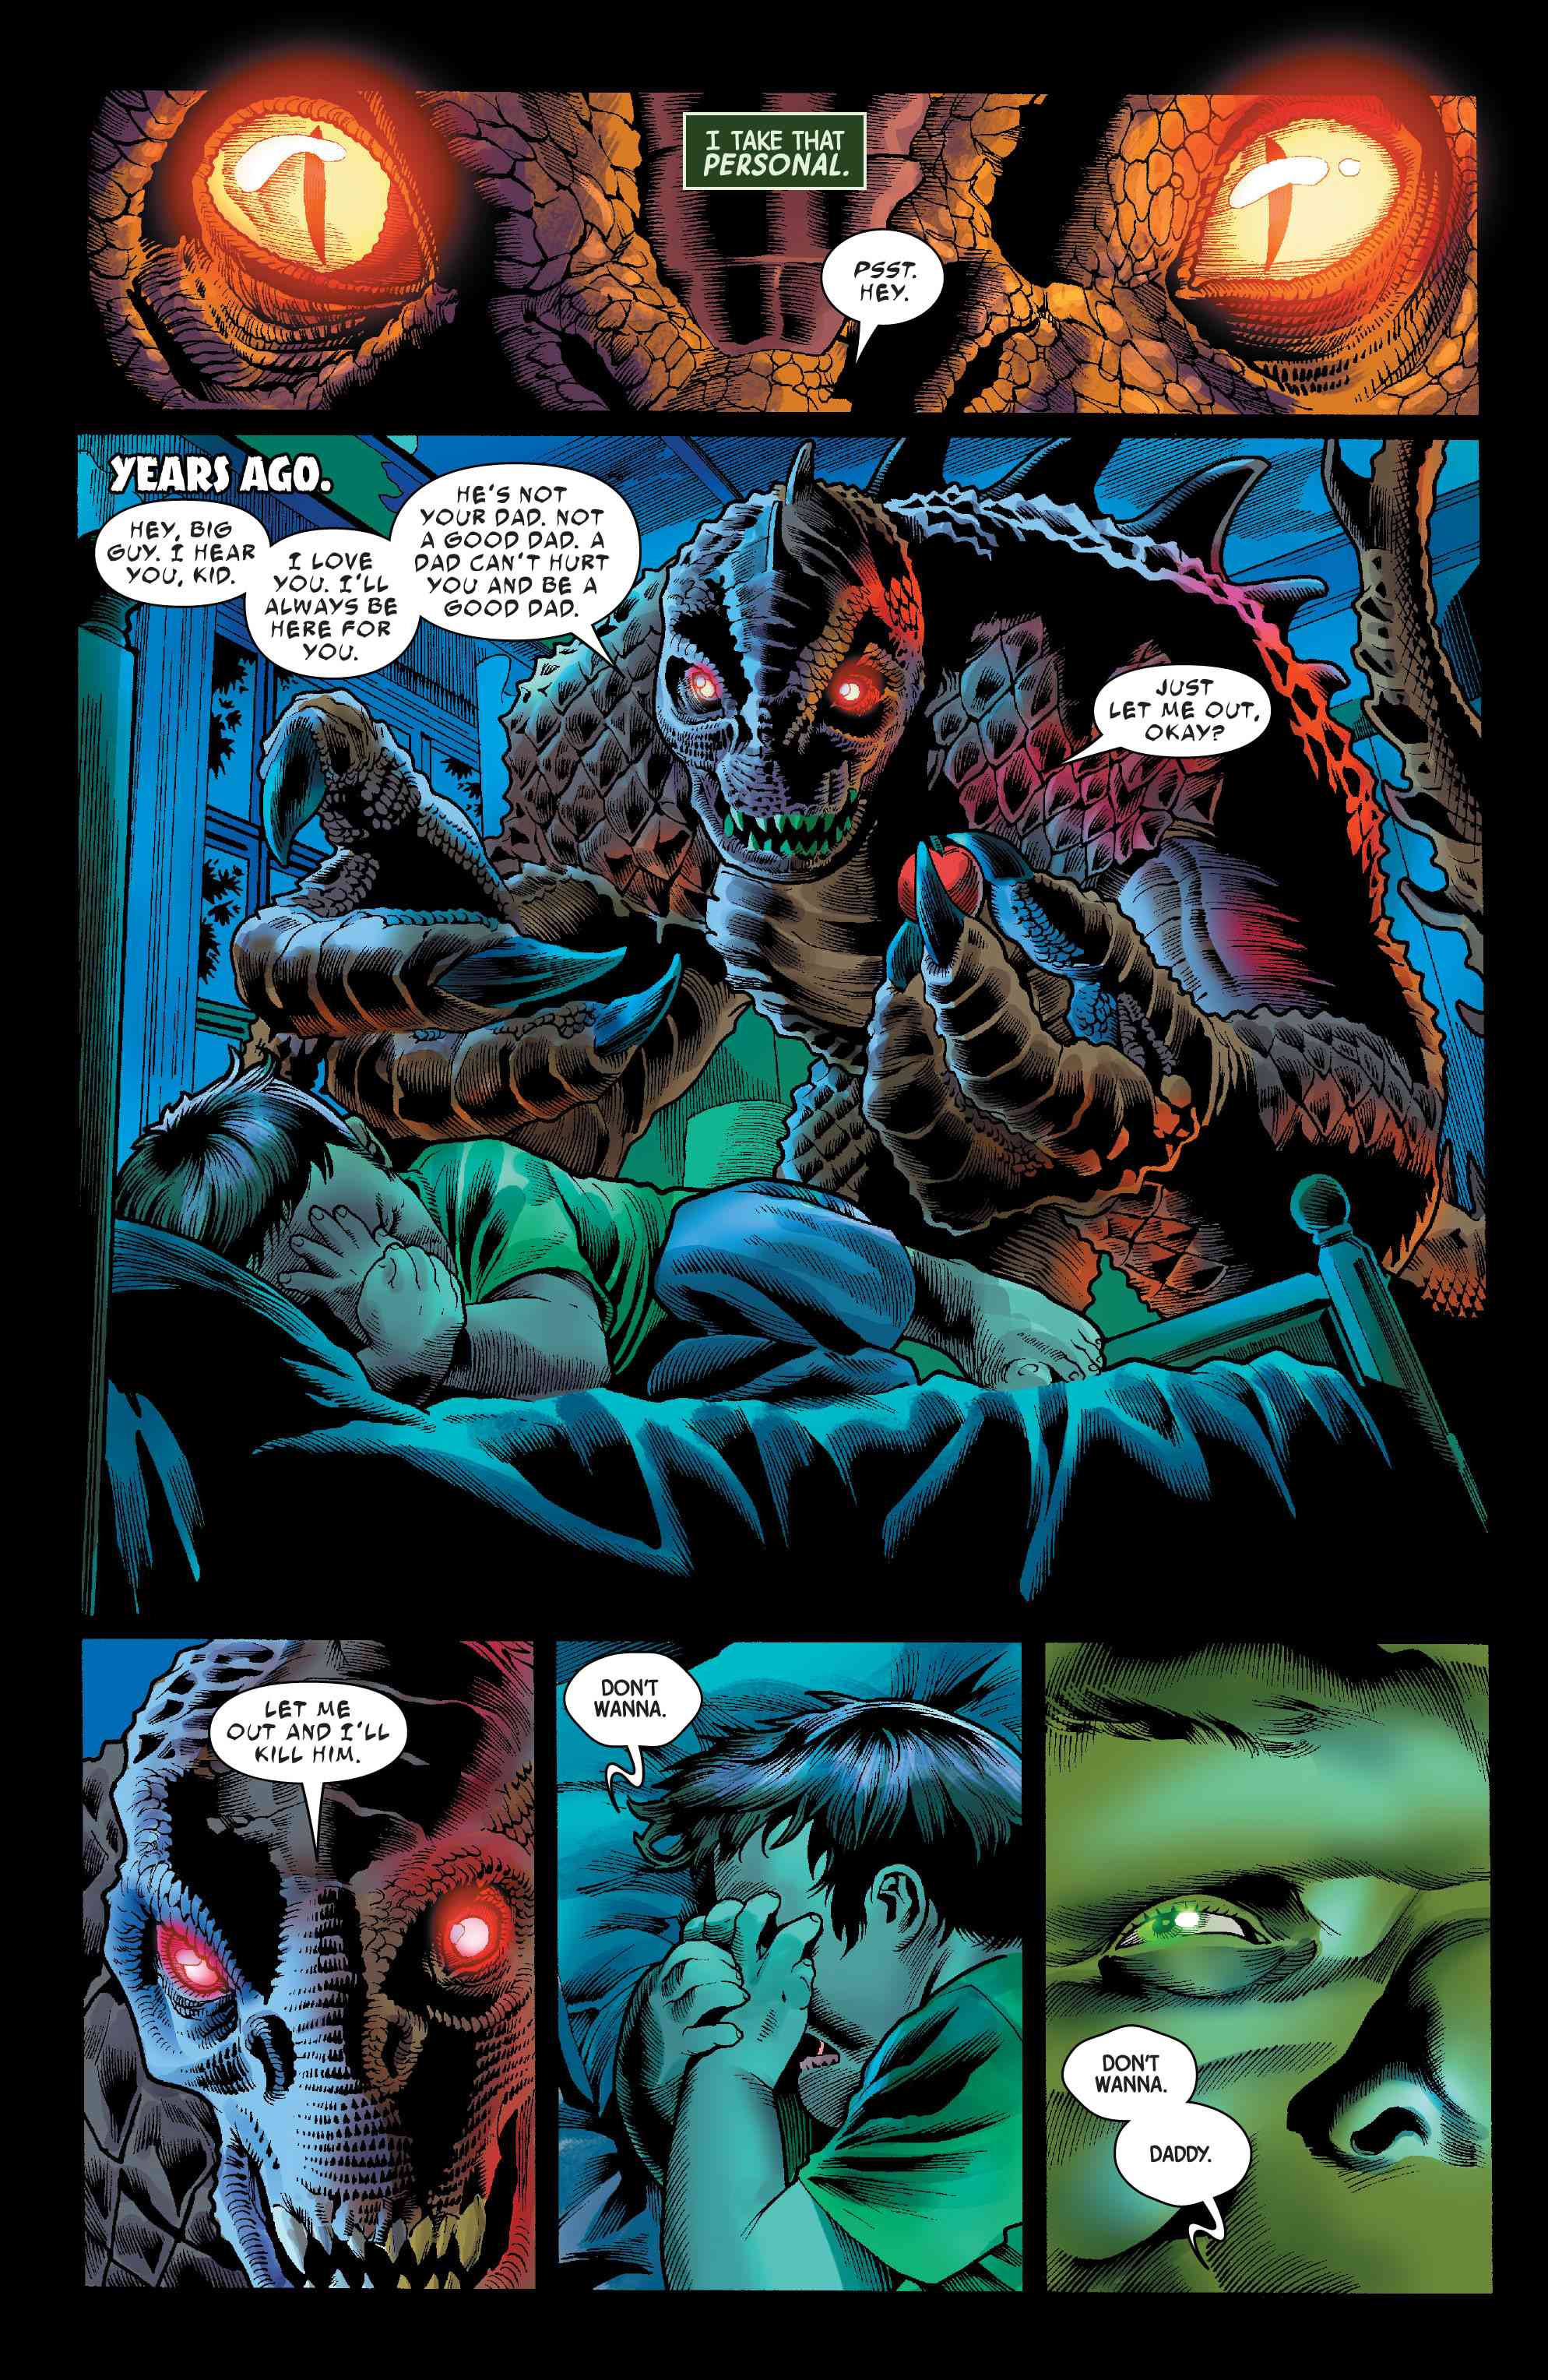 I TAKE THAT
PERSONAL.
PSST.
HEY.
YEARS AGO.
HEY, BIG
GUY. I HEAR
YOU, KID.
I LOVE
YOU. I'LL
ALWAYS BE
HERE FOR
YOU.
HE'S NOT
YOUR DAD. NOT
A GOOD DAD. A
DAD CAN'T HURT
YOU AND BE A
GOOD DAD.
JUST
LET ME OUT,
OKAY?
LET ME
OUT AND I'LL
KILL HIM.
DON'T
WANNA.
DON'T
WANNA.
DADDY.